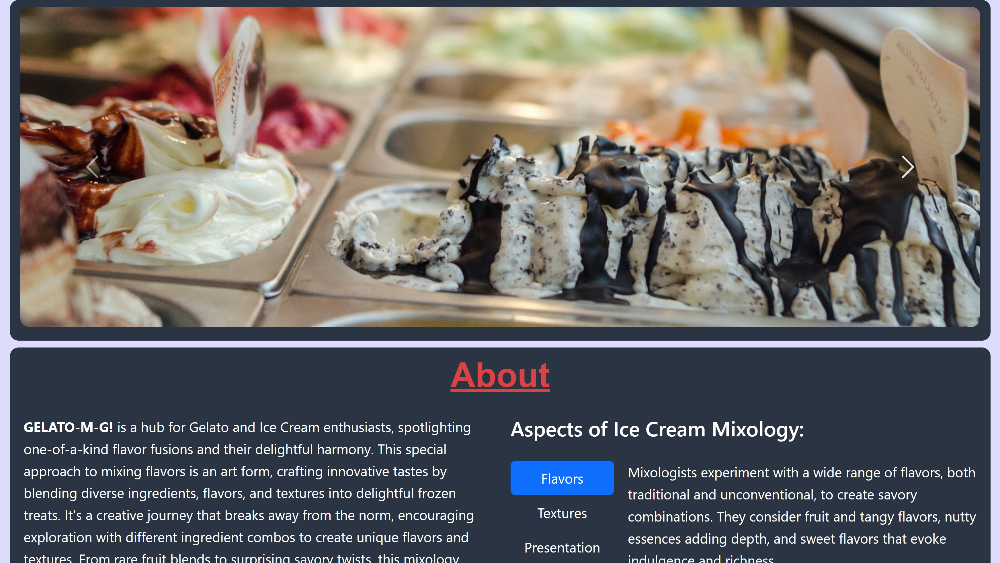 About
GELATO-M-G! is a hub for Gelato and Ice Cream enthusiasts, spotlighting
one-of-a-kind flavor fusions and their delightful harmony. This special
approach to mixing flavors is an art form, crafting innovative tastes by
blending diverse ingredients, flavors, and textures into delightful frozen
treats. It's a creative journey that breaks away from the norm, encouraging
exploration with different ingredient combos to create unique flavors and
textures. From rare fruit blends to surprising savory twists, this mixology
Aspects of Ice Cream Mixology:
Flavors
Textures
Presentation
Mixologists experiment with a wide range of flavors, both
traditional and unconventional, to create savory
combinations. They consider fruit and tangy flavors, nutty
essences adding depth, and sweet flavors that evoke
indulgence and richness.